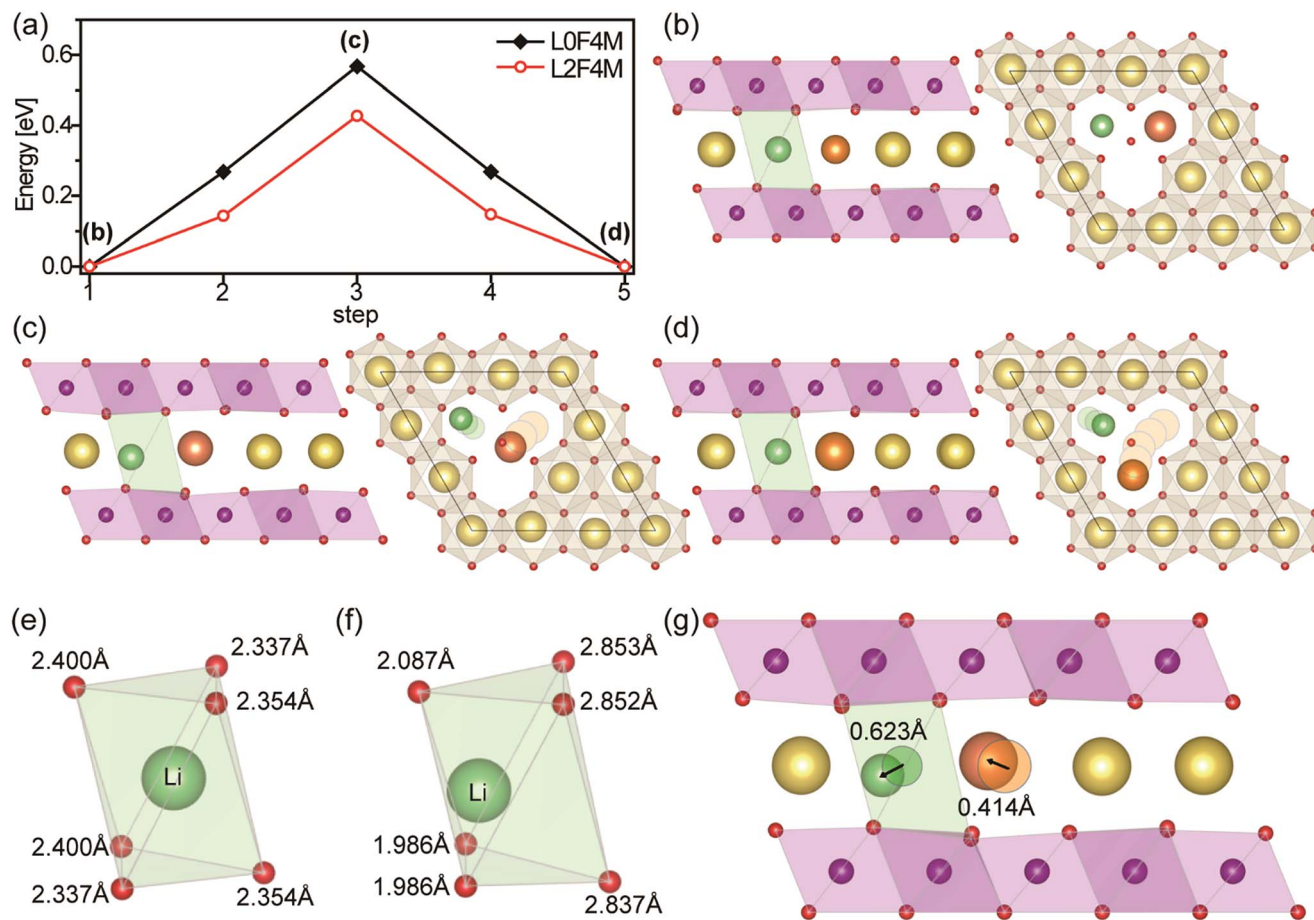 (a)
Energy [eV]
0.6
0.4
0.2
0.0
1
2
3
4
5
step
(b)
(c)
(d)
L0F4M
L2F4M
(b)
(c)
(d)
(e)
2.400Å
2.337Å
2.354Å
Li
2.400Å
2.337Å
2.354Å
(f)
2.087Å
2.853Å
2.852Å
Li
1.986Å
1.986Å
2.837Å
(g)
0.623Å
0.414Å